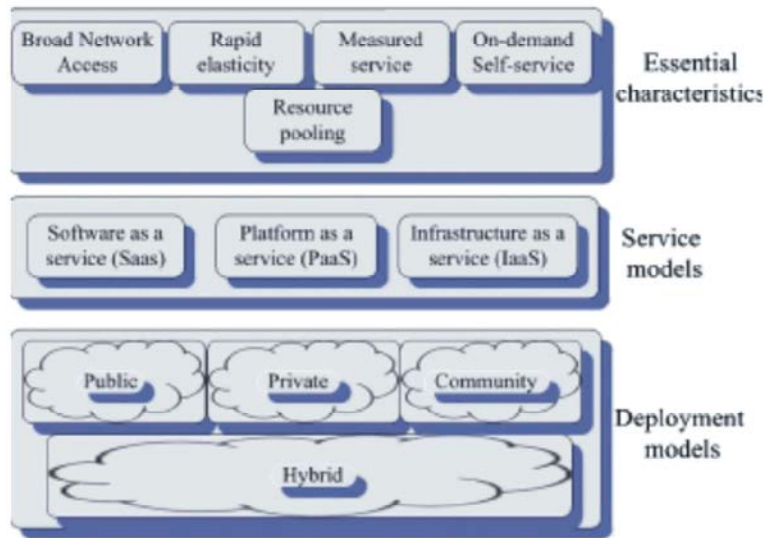 Broad Network
Access
Rapid
elasticity
Measured
service
On-demand
Self-service
Resource
pooling
Essential
characteristics
Software as a
service (Saas)
Platform as a
service (PaaS)
Infrastructure as a
service (IaaS)
Service
models
Public
Private
Community
Hybrid
Deployment
models